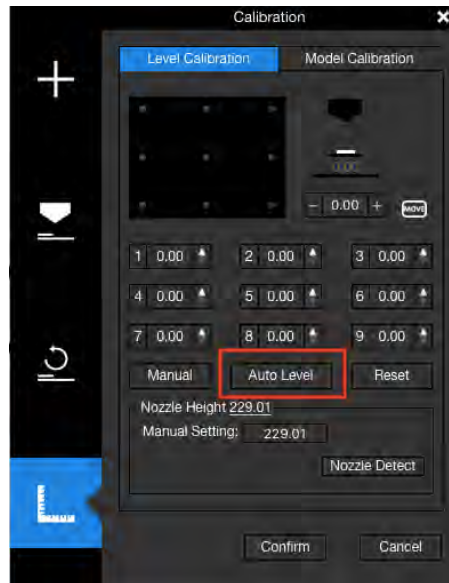 Calibration
Level Calibration Model Calibration
0.00
- 0.00 + MOVE
1 0.00 2 0.00 3 0.00
4 0.00 5 0.00 6 0.00
7 0.00 8 0.00 9 0.00
Manual Auto Level Reset
Nozzle Height 229.01
Manual Setting: 229.01
Nozzle Detect
Confirm Cancel